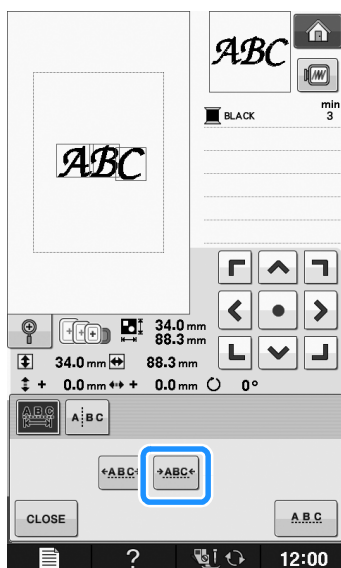 ABC
BLACK
min
3
ABC
34.0 mm
88.3 mm
34.0 mm 88.3 mm
+ 0.0 mm + 0.0 mm 0°
ABC A BC
ABC ABC
CLOSE ABC
? 12:00